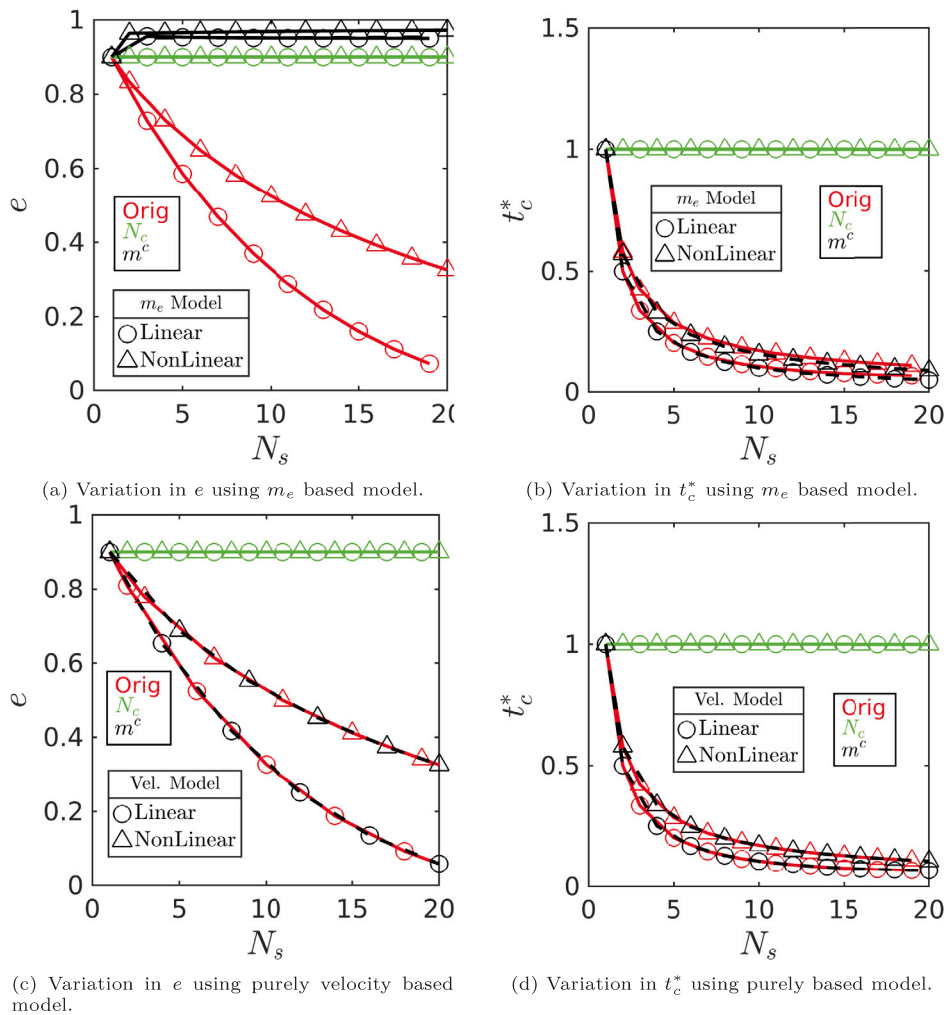 1
0.8
0.6
0.4
0.2
0
e
Orig
N_c
m^c
m_e Model
Linear
NonLinear
0 5 10 15 20
N_s
(a) Variation in e using m_e based model.
1.5
1
0.5
0
t_c^*
m_e Model
Linear
NonLinear
Orig
N_c
m^c
0 5 10 15 20
N_s
(b) Variation in t_c^* using m_e based model.
1
0.8
0.6
0.4
0.2
0
e
Orig
N_c
m^c
Vel. Model
Linear
NonLinear
0 5 10 15 20
N_s
(c) Variation in e using purely velocity based
model.
1.5
1
0.5
0
t_c^*
Vel. Model
Linear
NonLinear
Orig
N_c
m^c
0 5 10 15 20
N_s
(d) Variation in t_c^* using purely based model.